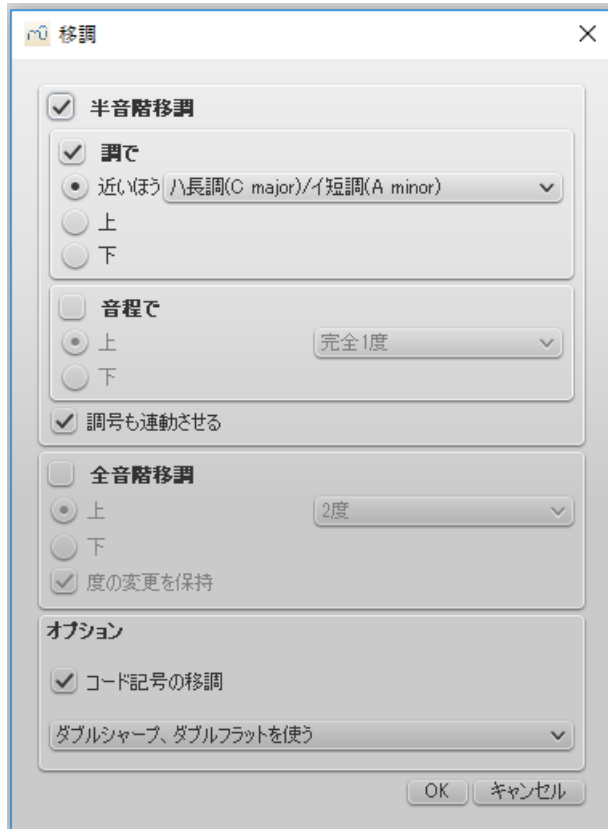 mû 移調
半音階移調
調で
近いほう ハ長調(C major)/イ短調(A minor)
上
下
音程で
上 完全1度
下
調号も連動させる
全音階移調
上 2度
下
度の変更を保持
オプション
コード記号の移調
ダブルシャープ、ダブルフラットを使う
OK キャンセル